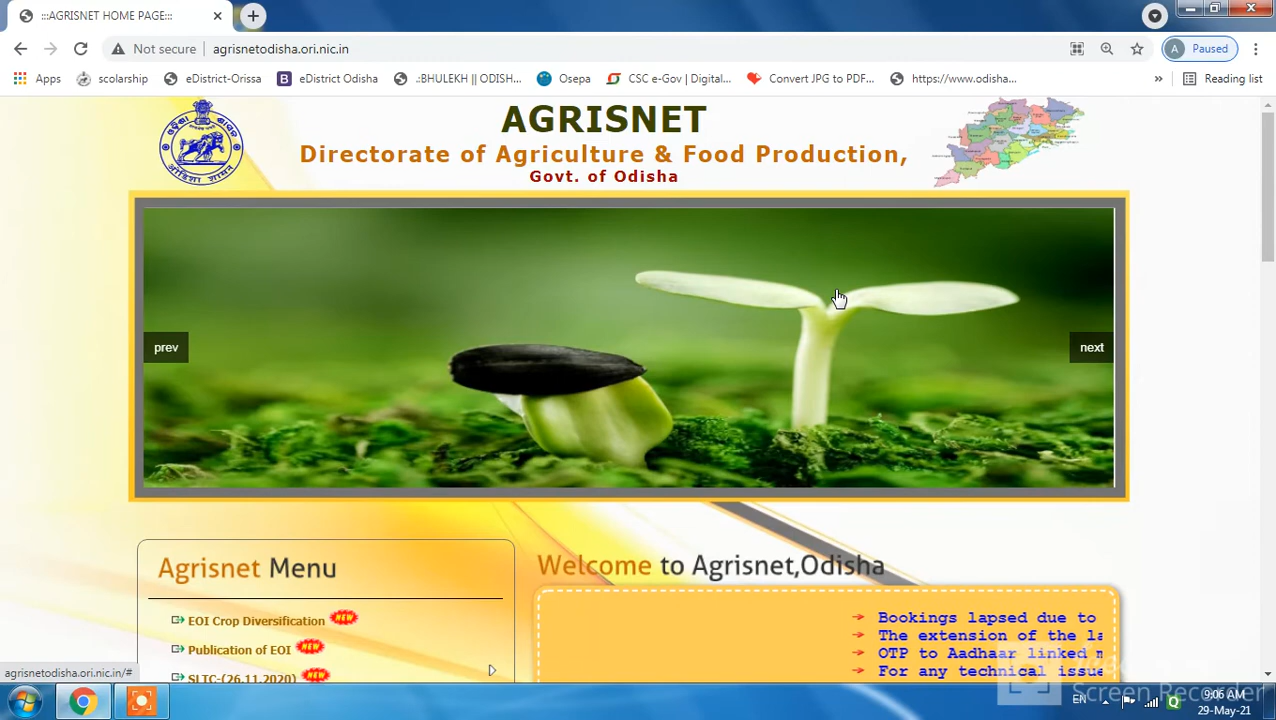 :::AGRISNET HOME PAGE:::
Not secure
agrisnetodisha.ori.nic.in
A Paused
Apps
scolarship
eDistrict-Orissa
B eDistrict Odisha
.:BHULEKH || ODISH...
Osepa
CSC e-Gov | Digital...
Convert JPG to PDF...
https://www.odisha...
»
Reading list
AGRISNET
Directorate of Agriculture & Food Production,
Govt. of Odisha
prev
next
Agrisnet Menu
EOI Crop Diversification NEW
Publication of EOI NEW
SLTC-(26.11.2020) NEW
Welcome to Agrisnet,Odisha
Bookings lapsed due to
The extension of the la
OTP to Aadhaar linked
For any technical issue
agrisnetodisha.ori.nic.in/#
Screen Recorder
EN
9:06 AM
29-May-21